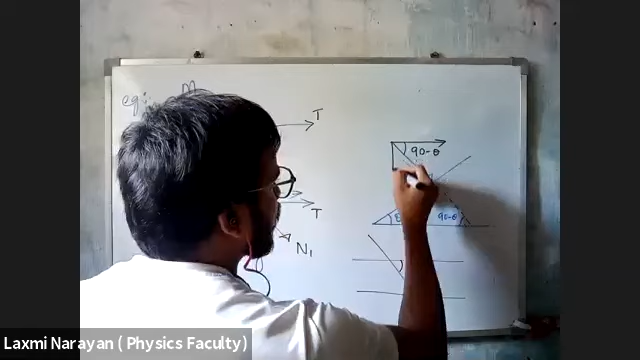 eg:- M
T
90-θ
T
θ 90-θ
N₁
Laxmi Narayan ( Physics Faculty)